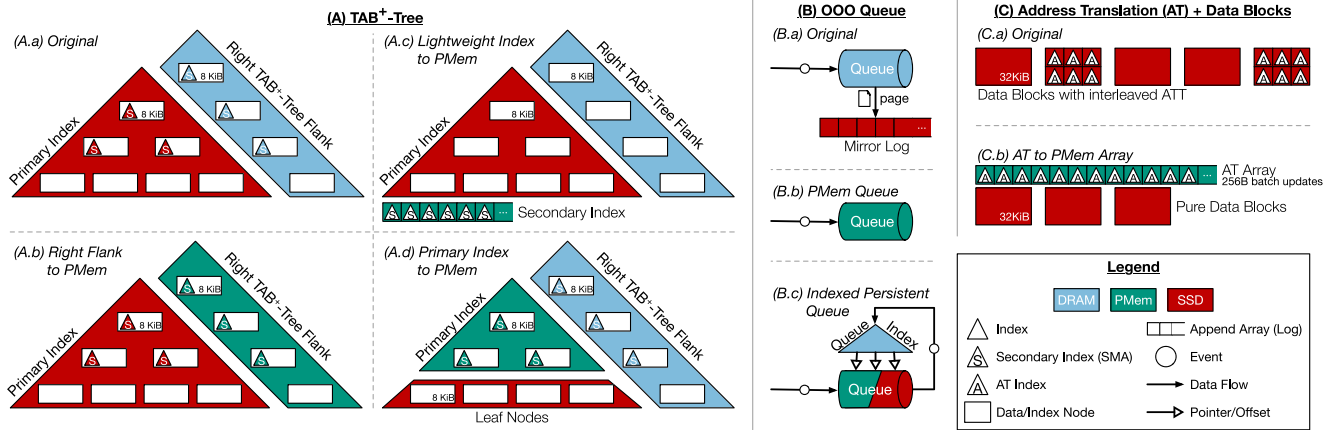 (A) TAB+-Tree
(A.a) Original
Right TAB+-Tree Flank
S 8 KiB
S
S
Primary Index
S 8 KiB
S S
(A.c) Lightweight Index
to PMem
Right TAB+-Tree Flank
8 KiB
Primary Index
8 KiB
S S S S S S ...
Secondary Index
(A.b) Right Flank
to PMem
Right TAB+-Tree Flank
S 8 KiB
S
S
Primary Index
S 8 KiB
S S
(A.d) Primary Index
to PMem
Right TAB+-Tree Flank
S 8 KiB
S
S
Primary Index
S 8 KiB
S S
8 KiB
Leaf Nodes
(B) OOO Queue
(B.a) Original
Queue
page
...
Mirror Log
(B.b) PMem Queue
(B.c) Indexed Persistent
Queue
Queue Index
Queue
(C) Address Translation (AT) + Data Blocks
(C.a) Original
32KiB
A A A
A A A
A A A
A A A
Data Blocks with interleaved ATT
(C.b) AT to PMem Array
A A A A A A A A A A A ...
AT Array
256B batch updates
32KiB
Pure Data Blocks
Legend
DRAM PMem SSD
Index
... Append Array (Log)
S Secondary Index (SMA)
Event
A AT Index
Data Flow
Data/Index Node
Pointer/Offset